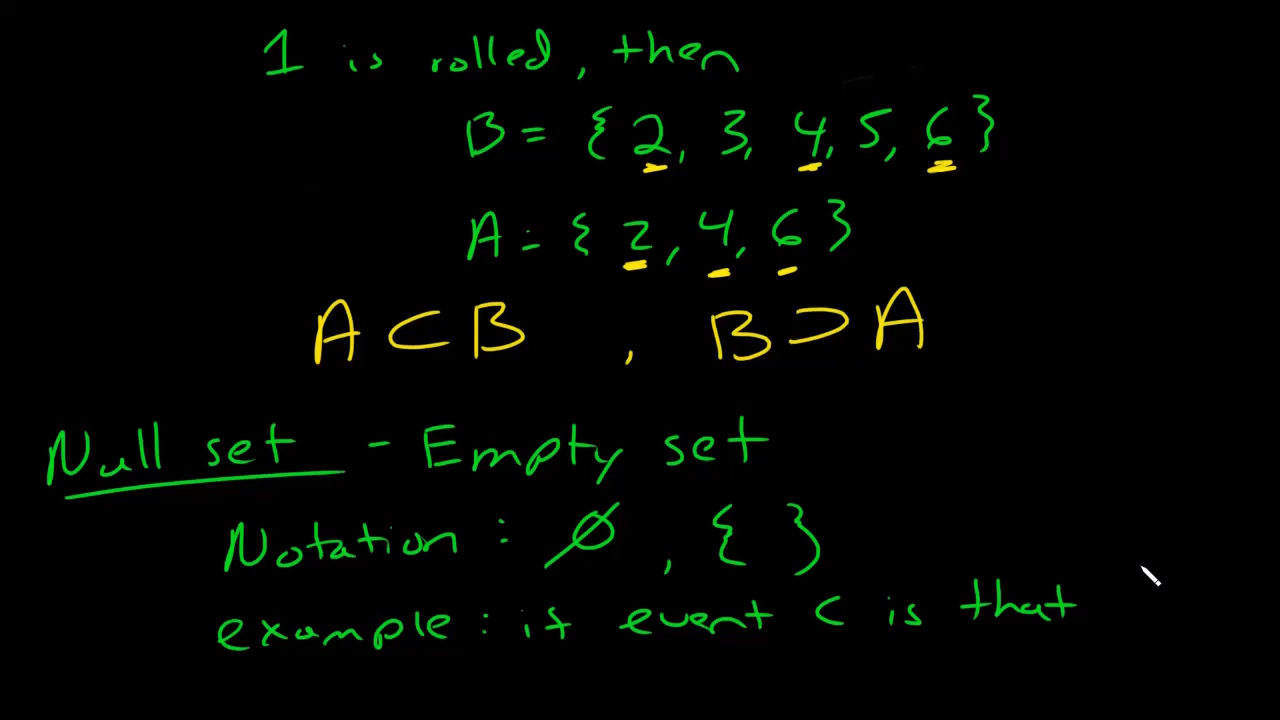 1 is rolled, then
B = { 2, 3, 4, 5, 6 }
A = { 2, 4, 6 }
A ⊂ B , B ⊃ A
Null set - Empty set
Notation : ∅ , { }
example : if event C is that